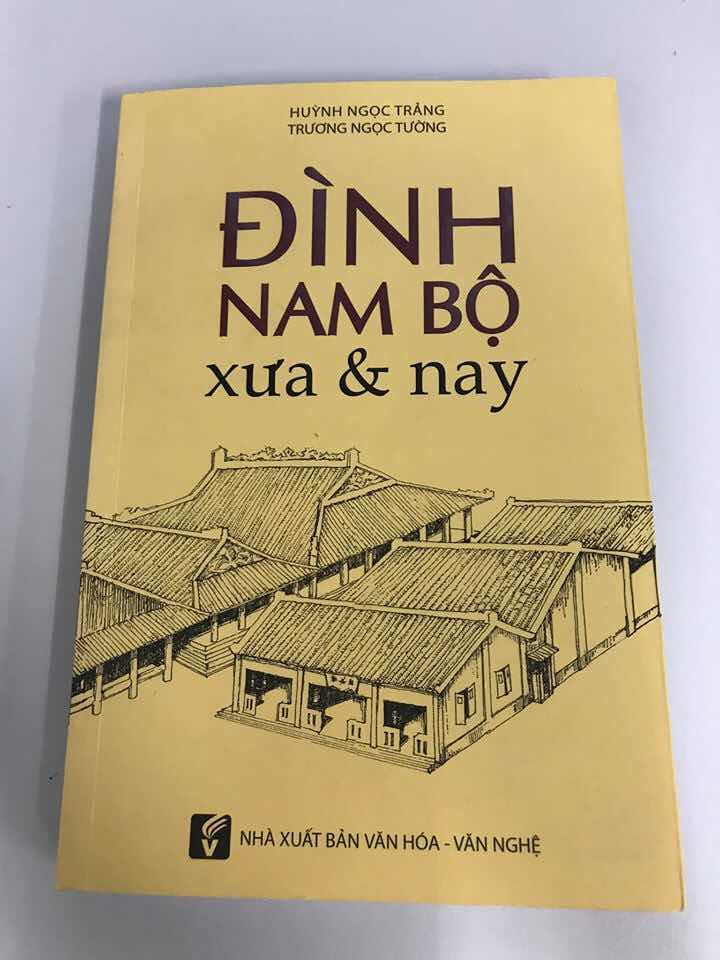 HUỲNH NGỌC TRẢNG
TRƯƠNG NGỌC TƯỜNG
ĐÌNH
NAM BỘ
xưa & nay
NHÀ XUẤT BẢN VĂN HÓA - VĂN NGHỆ